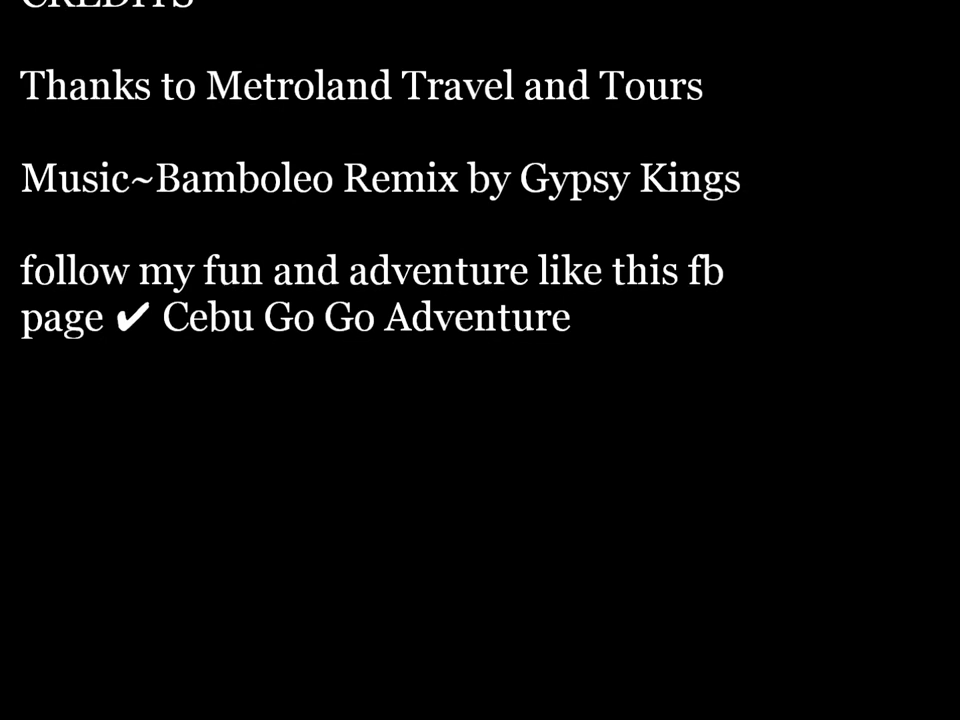 CREDITS
Thanks to Metroland Travel and Tours
Music~Bamboleo Remix by Gypsy Kings
follow my fun and adventure like this fb
page ✔ Cebu Go Go Adventure